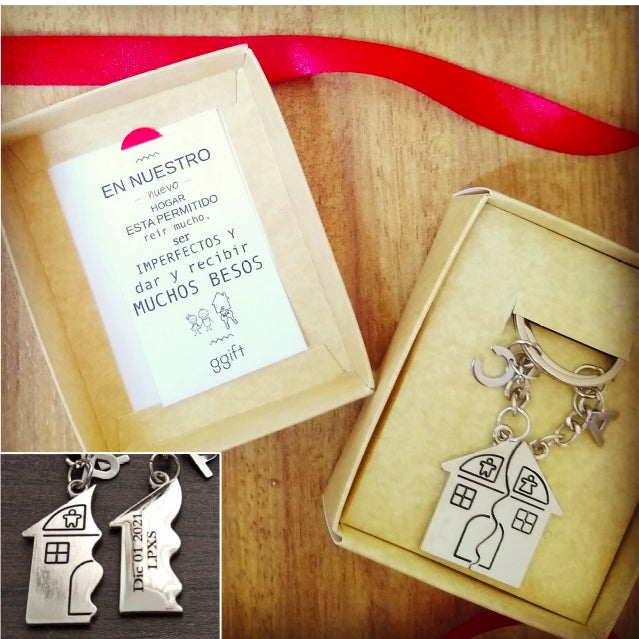 EN NUESTRO
nuevo
HOGAR
ESTA PERMITIDO
reir mucho,
ser
IMPERFECTOS Y
dar y recibir
MUCHOS BESOS
ggift
C A
Dic 01 2021
LPXS